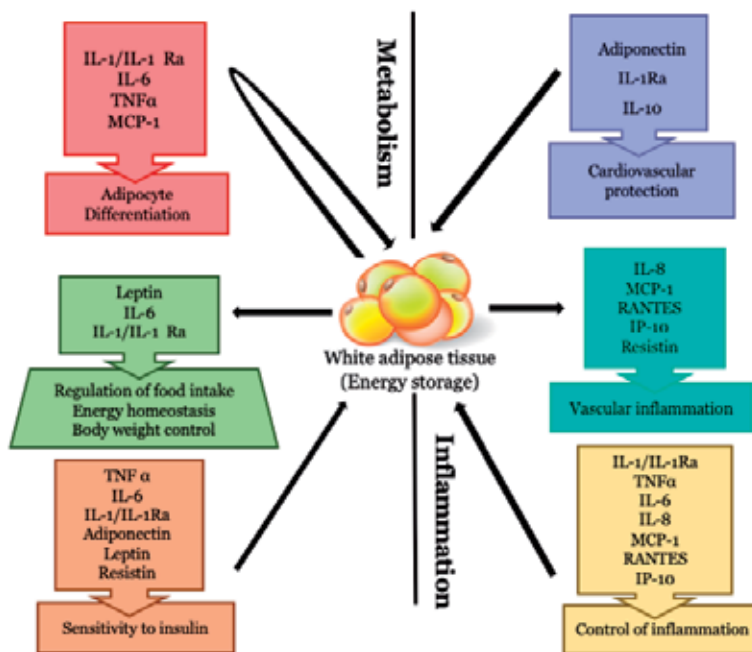 IL-1/IL-1 Ra
IL-6
TNFα
MCP-1
Adipocyte
Differentiation
Metabolism
Adiponectin
IL-1Ra
IL-10
Cardiovascular
protection
Leptin
IL-6
IL-1/IL-1 Ra
Regulation of food intake
Energy homeostasis
Body weight control
White adipose tissue
(Energy storage)
IL-8
MCP-1
RANTES
IP-10
Resistin
Vascular inflammation
TNF α
IL-6
IL-1/IL-1Ra
Adiponectin
Leptin
Resistin
Sensitivity to insulin
Inflammation
IL-1/IL-1Ra
TNFα
IL-6
IL-8
MCP-1
RANTES
IP-10
Control of inflammation